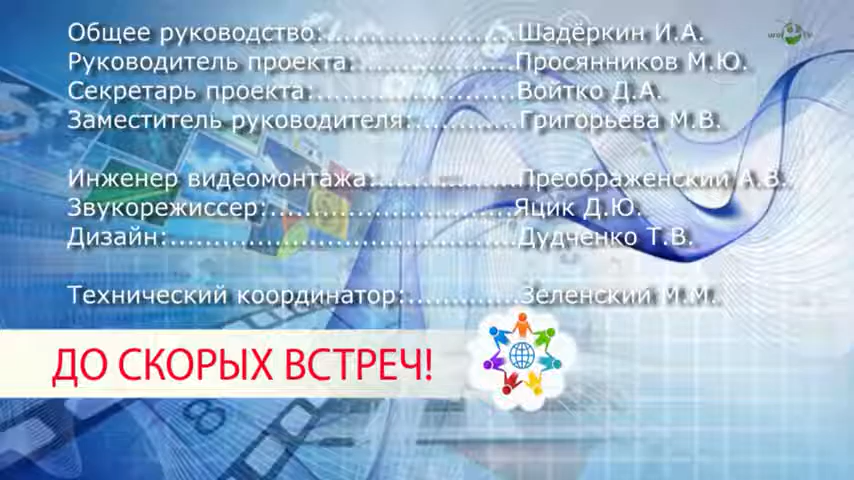 Общее руководство:......................Шадёркин И.А.
Руководитель проекта:...................Просянников М.Ю.
Секретарь проекта:.......................Войтко Д.А.
Заместитель руководителя:............Григорьева М.В.
Инженер видеомонтажа:................Преображенский А.В.
Звукорежиссер:............................Яцик Д.Ю.
Дизайн:........................................Дудченко Т.В.
Технический координатор:.............Зеленский М.М.
ДО СКОРЫХ ВСТРЕЧ!